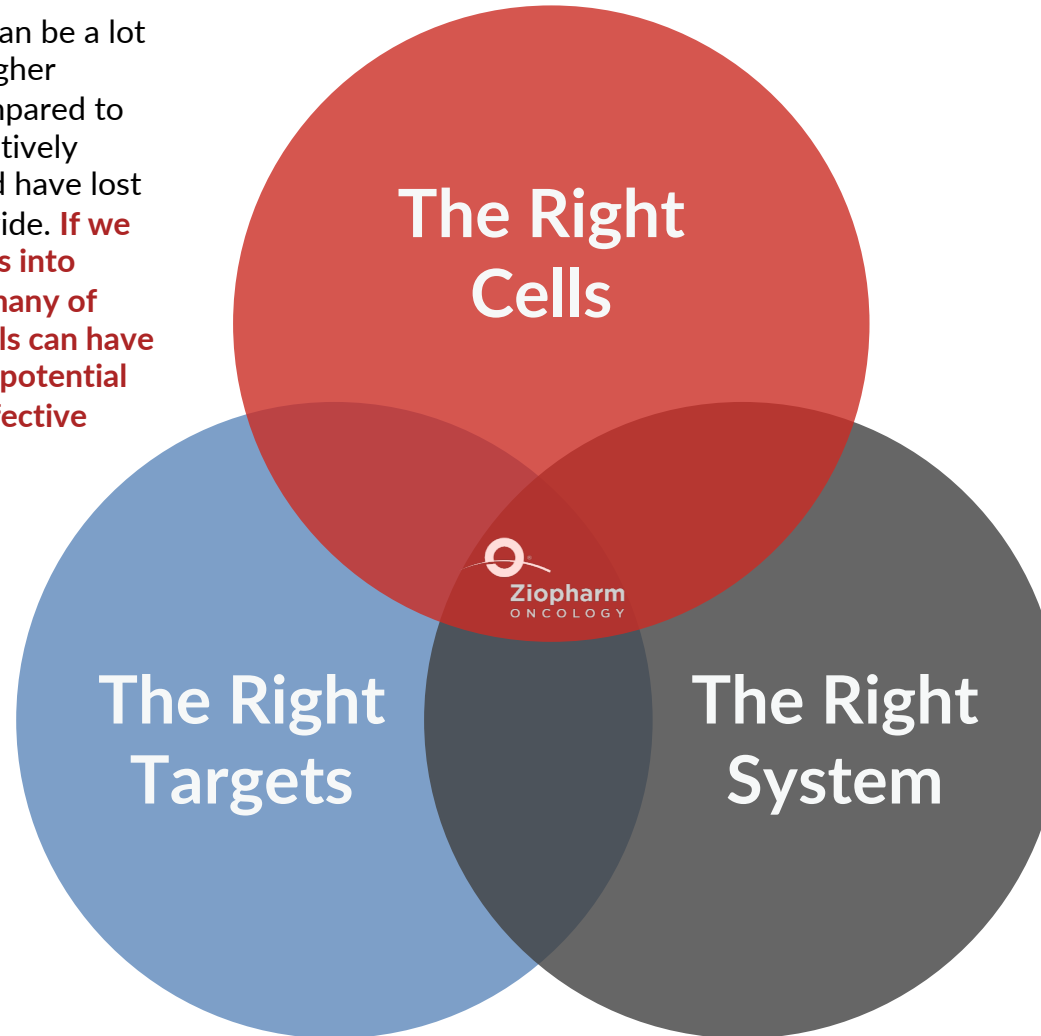 an be a lot
gher
npared to
tively
d have lost
ide. If we
s into
many of
ls can have
potential
fective
The Right
Cells
Ziopharm
ONCOLOGY
The Right
Targets
The Right
System